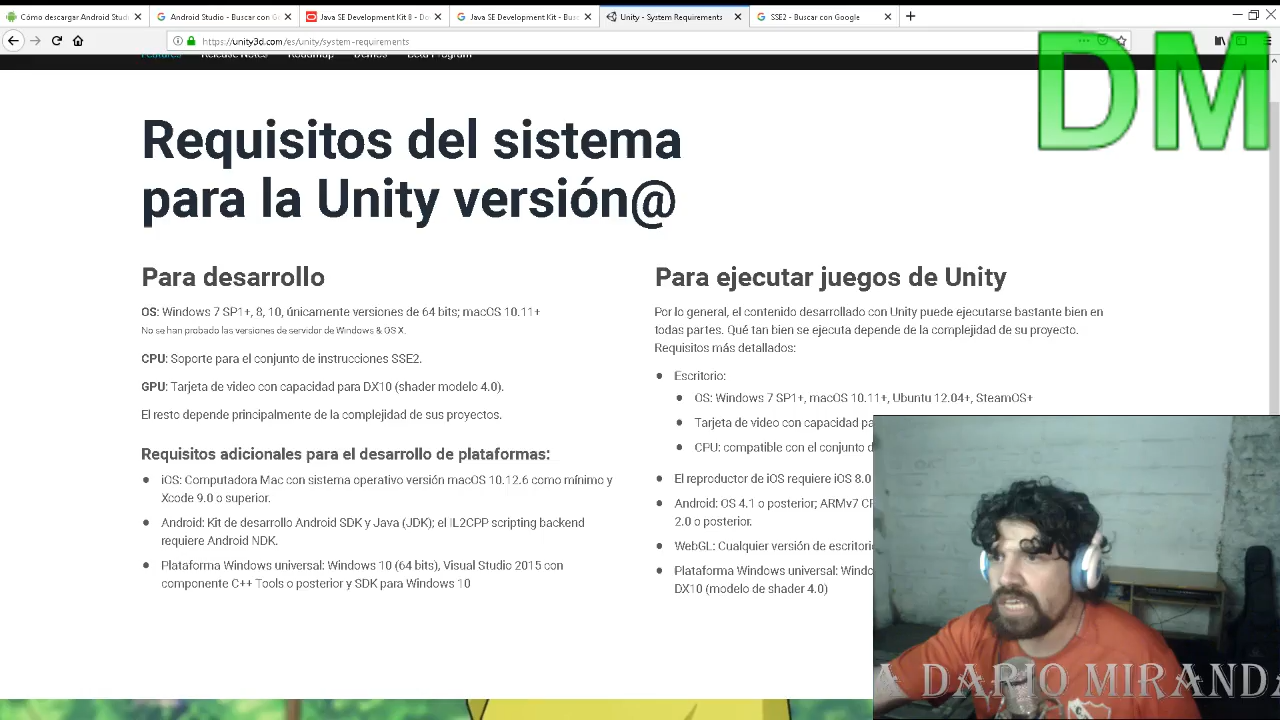 Cómo descargar Android Stud
Android Studio - Buscar con G
Java SE Development Kit 8 - Do
Java SE Development Kit - Bus
Unity - System Requirements
SSE2 - Buscar con Google
https://unity3d.com/es/unity/system-requirements
Features Release Notes Roadmap Demos Beta Program
DM
Requisitos del sistema
para la Unity versión@
Para desarrollo
OS: Windows 7 SP1+, 8, 10, únicamente versiones de 64 bits; macOS 10.11+
No se han probado las versiones de servidor de Windows & OS X.
CPU: Soporte para el conjunto de instrucciones SSE2.
GPU: Tarjeta de video con capacidad para DX10 (shader modelo 4.0).
El resto depende principalmente de la complejidad de sus proyectos.
Requisitos adicionales para el desarrollo de plataformas:
iOS: Computadora Mac con sistema operativo versión macOS 10.12.6 como mínimo y
Xcode 9.0 o superior.
Android: Kit de desarrollo Android SDK y Java (JDK); el IL2CPP scripting backend
requiere Android NDK.
Plataforma Windows universal: Windows 10 (64 bits), Visual Studio 2015 con
componente C++ Tools o posterior y SDK para Windows 10
Para ejecutar juegos de Unity
Por lo general, el contenido desarrollado con Unity puede ejecutarse bastante bien en
todas partes. Qué tan bien se ejecuta depende de la complejidad de su proyecto.
Requisitos más detallados:
Escritorio:
OS: Windows 7 SP1+, macOS 10.11+, Ubuntu 12.04+, SteamOS+
Tarjeta de video con capacidad pa
CPU: compatible con el conjunto d
El reproductor de iOS requiere iOS 8.0
Android: OS 4.1 o posterior; ARMv7 CP
2.0 o posterior.
WebGL: Cualquier versión de escritori
Plataforma Windows universal: Windo
DX10 (modelo de shader 4.0)
A DARIO MIRANDA